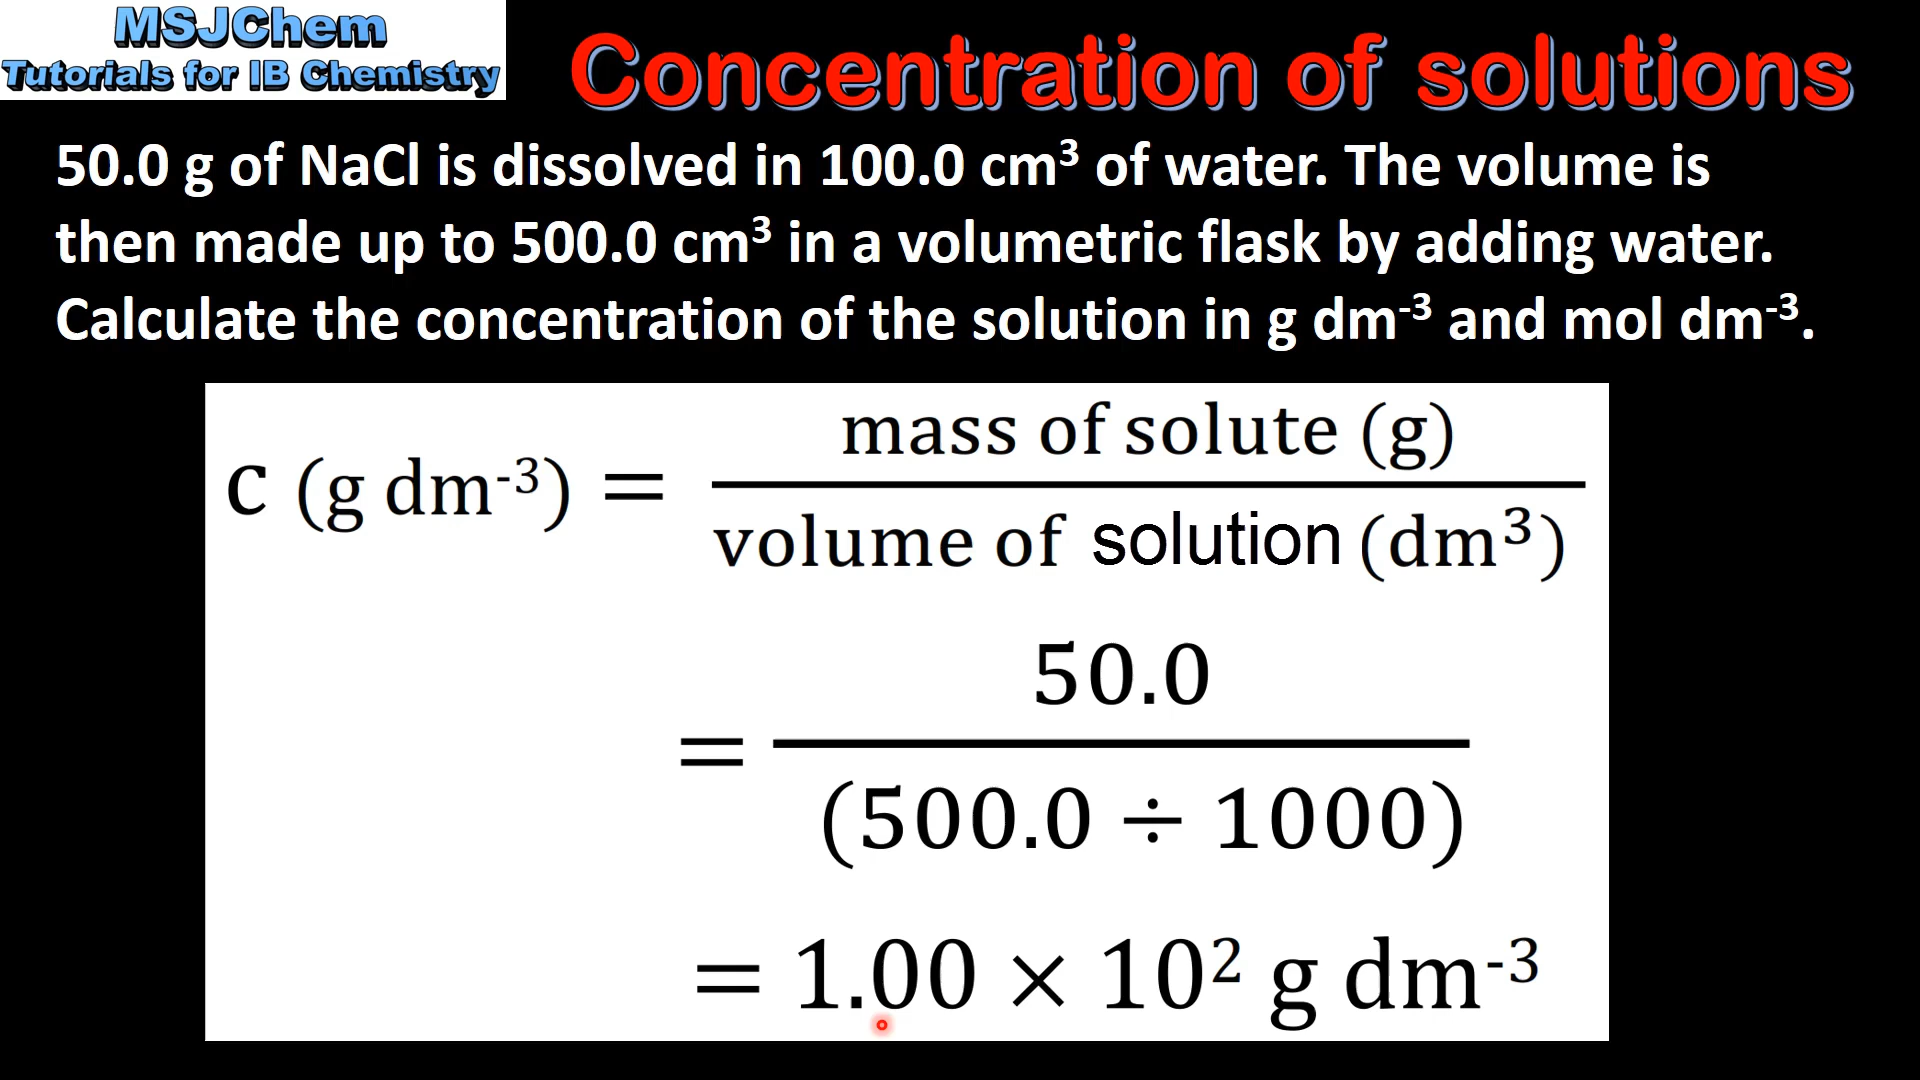 MSJChem
Tutorials for IB Chemistry
Concentration of solutions
50.0 g of NaCl is dissolved in 100.0 cm³ of water. The volume is
then made up to 500.0 cm³ in a volumetric flask by adding water.
Calculate the concentration of the solution in g dm⁻³ and mol dm⁻³.
c (g dm⁻³) =
mass of solute (g)
volume of solution (dm³)
=
50.0
(500.0 ÷ 1000)
= 1.00 × 10² g dm⁻³